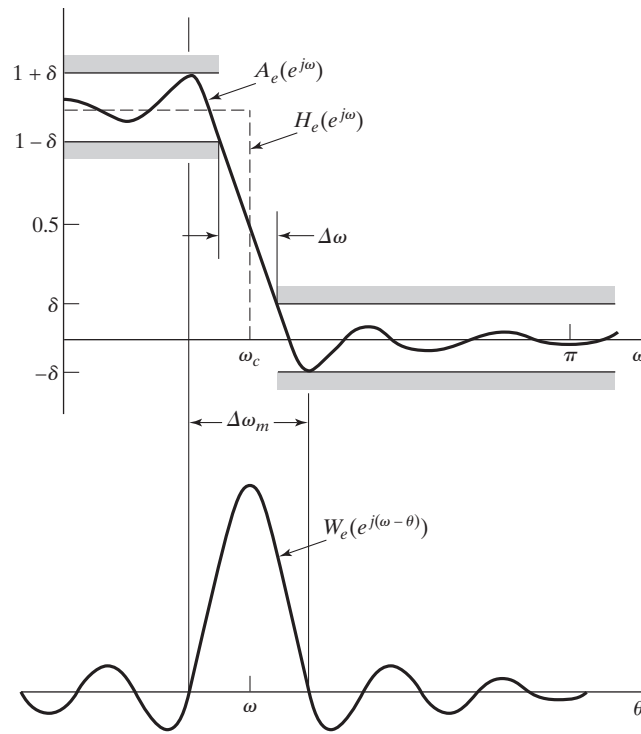 1 + δ
A_e(e^{jω})
H_e(e^{jω})
1 – δ
0.5
Δω
δ
ω_c
π
ω
–δ
Δω_m
W_e(e^{j(ω – θ)})
ω
θ